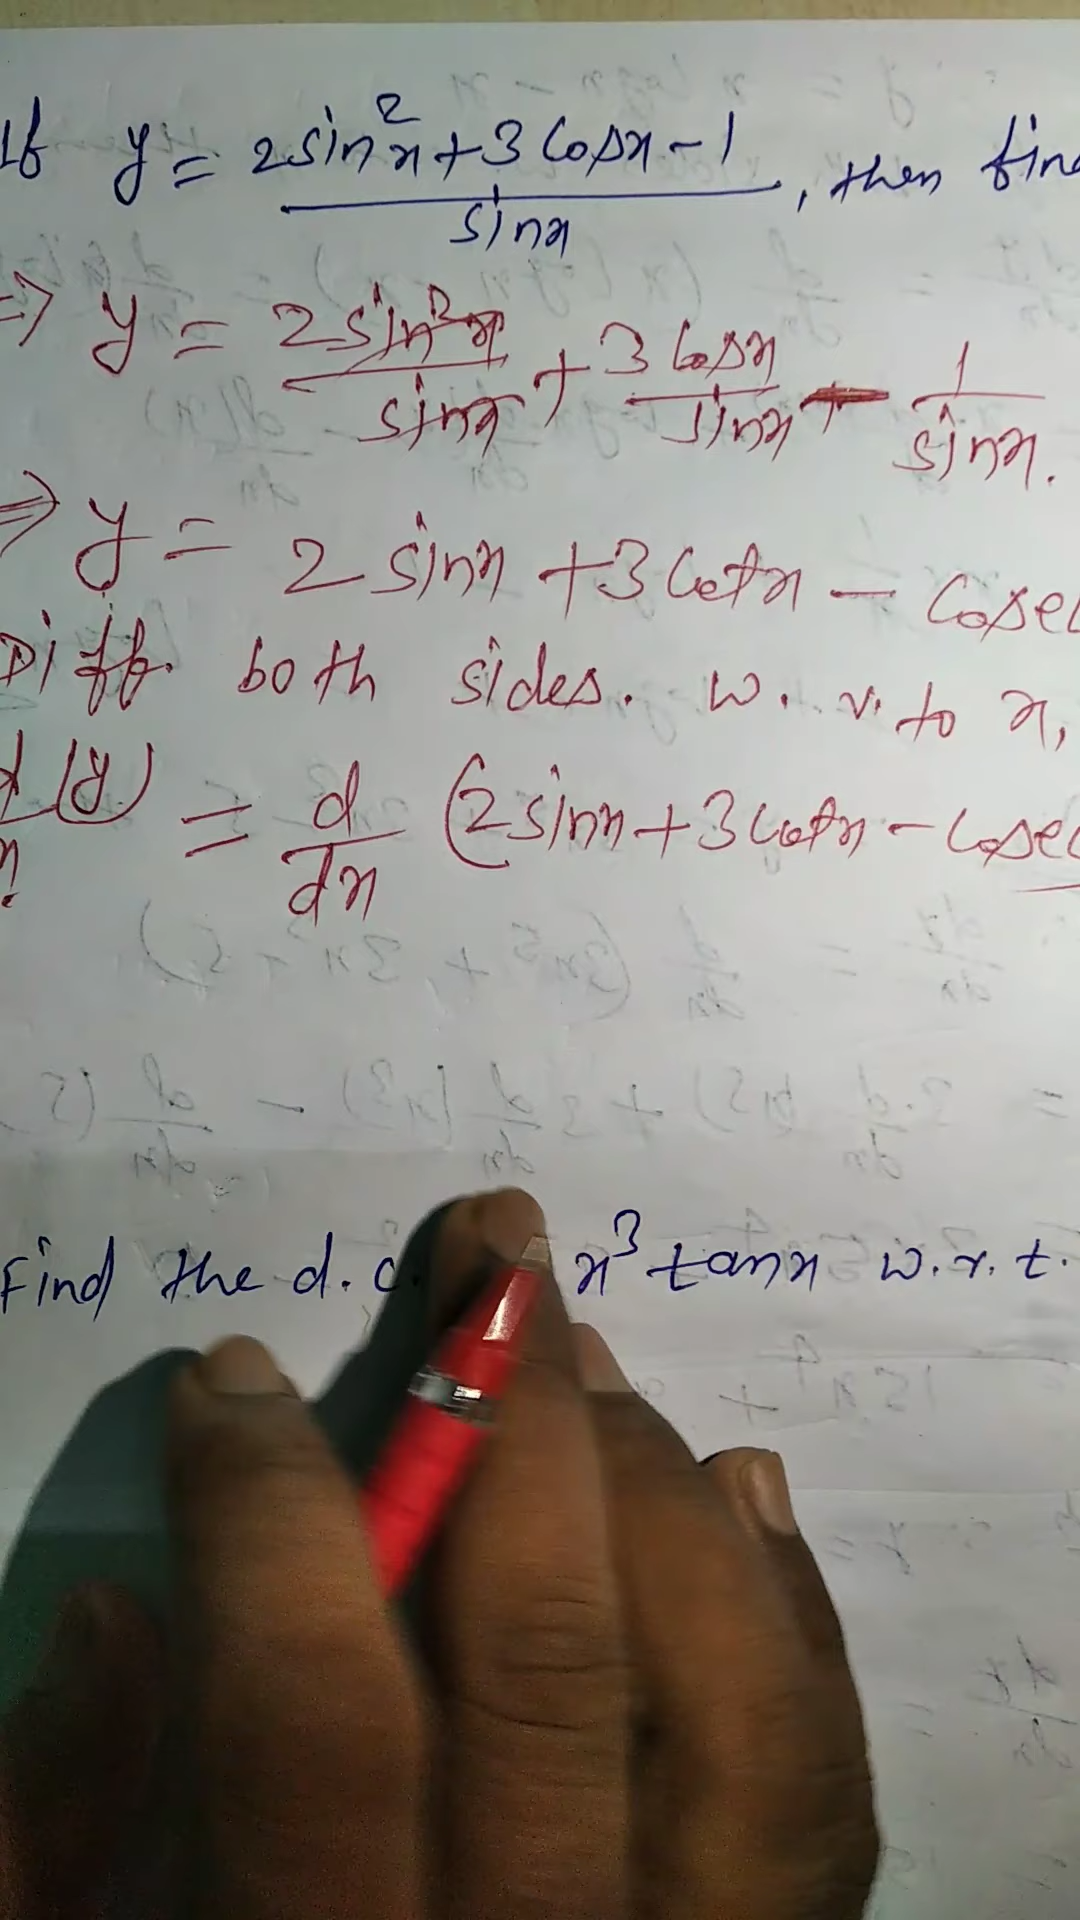 If y = 2sin²x+3Cosx-1 / sinx, then find
=> y = 2sin²x / sinx + 3Cosx / sinx - 1 / sinx.
=> y = 2 sinx + 3Cotx - Cosec
Diff. both sides. w. r. to x,
d(y) / dx = d / dx (2sinx+3Cotx-Cosec
Find the d. c. x³ tanx w. r. t.